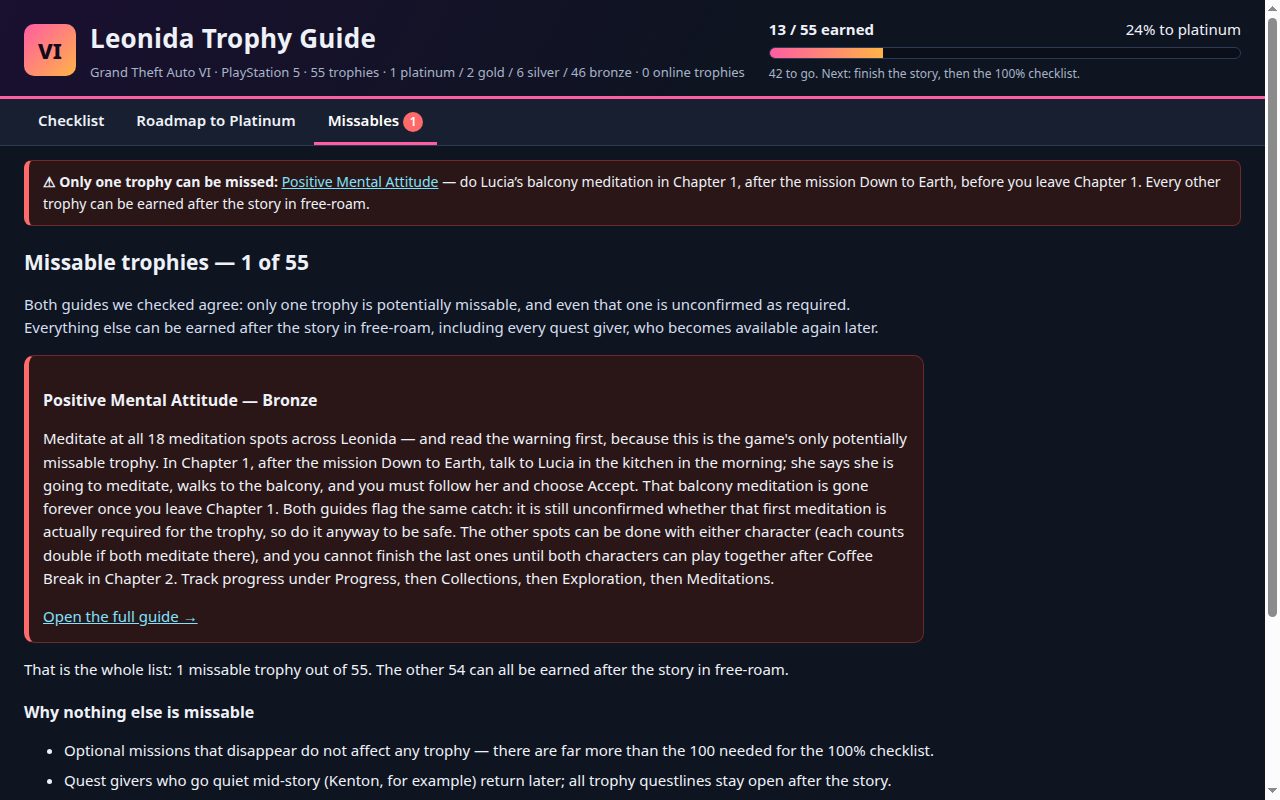 VI
Leonida Trophy Guide
Grand Theft Auto VI · PlayStation 5 · 55 trophies · 1 platinum / 2 gold / 6 silver / 46 bronze · 0 online trophies
13 / 55 earned
24% to platinum
42 to go. Next: finish the story, then the 100% checklist.
Checklist
Roadmap to Platinum
Missables 1
⚠ Only one trophy can be missed: Positive Mental Attitude — do Lucia’s balcony meditation in Chapter 1, after the mission Down to Earth, before you leave Chapter 1. Every other
trophy can be earned after the story in free-roam.
Missable trophies — 1 of 55
Both guides we checked agree: only one trophy is potentially missable, and even that one is unconfirmed as required.
Everything else can be earned after the story in free-roam, including every quest giver, who becomes available again later.
Positive Mental Attitude — Bronze
Meditate at all 18 meditation spots across Leonida — and read the warning first, because this is the game's only potentially
missable trophy. In Chapter 1, after the mission Down to Earth, talk to Lucia in the kitchen in the morning; she says she is
going to meditate, walks to the balcony, and you must follow her and choose Accept. That balcony meditation is gone
forever once you leave Chapter 1. Both guides flag the same catch: it is still unconfirmed whether that first meditation is
actually required for the trophy, so do it anyway to be safe. The other spots can be done with either character (each counts
double if both meditate there), and you cannot finish the last ones until both characters can play together after Coffee
Break in Chapter 2. Track progress under Progress, then Collections, then Exploration, then Meditations.
Open the full guide →
That is the whole list: 1 missable trophy out of 55. The other 54 can all be earned after the story in free-roam.
Why nothing else is missable
• Optional missions that disappear do not affect any trophy — there are far more than the 100 needed for the 100% checklist.
• Quest givers who go quiet mid-story (Kenton, for example) return later; all trophy questlines stay open after the story.